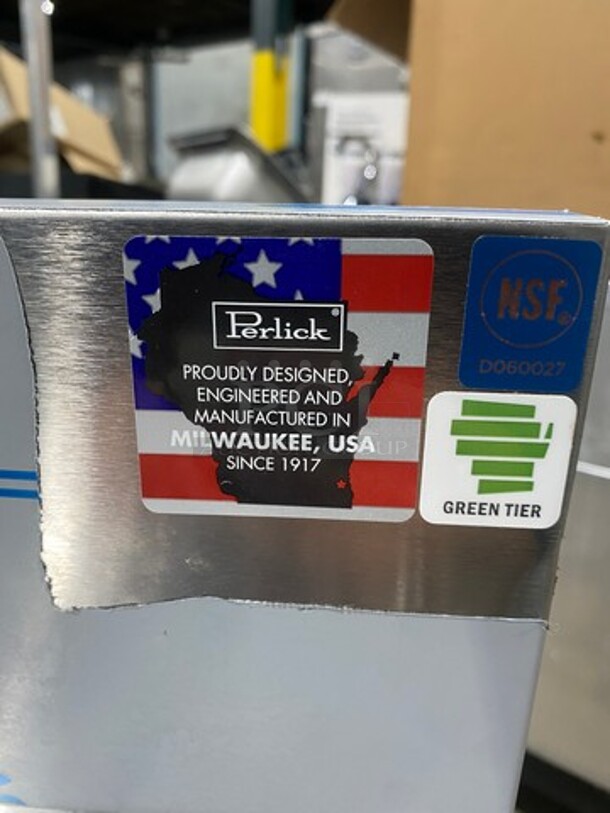 Perlick®
PROUDLY DESIGNED,
ENGINEERED AND
MANUFACTURED IN
MILWAUKEE, USA
SINCE 1917
NSF®
D060027
GREEN TIER